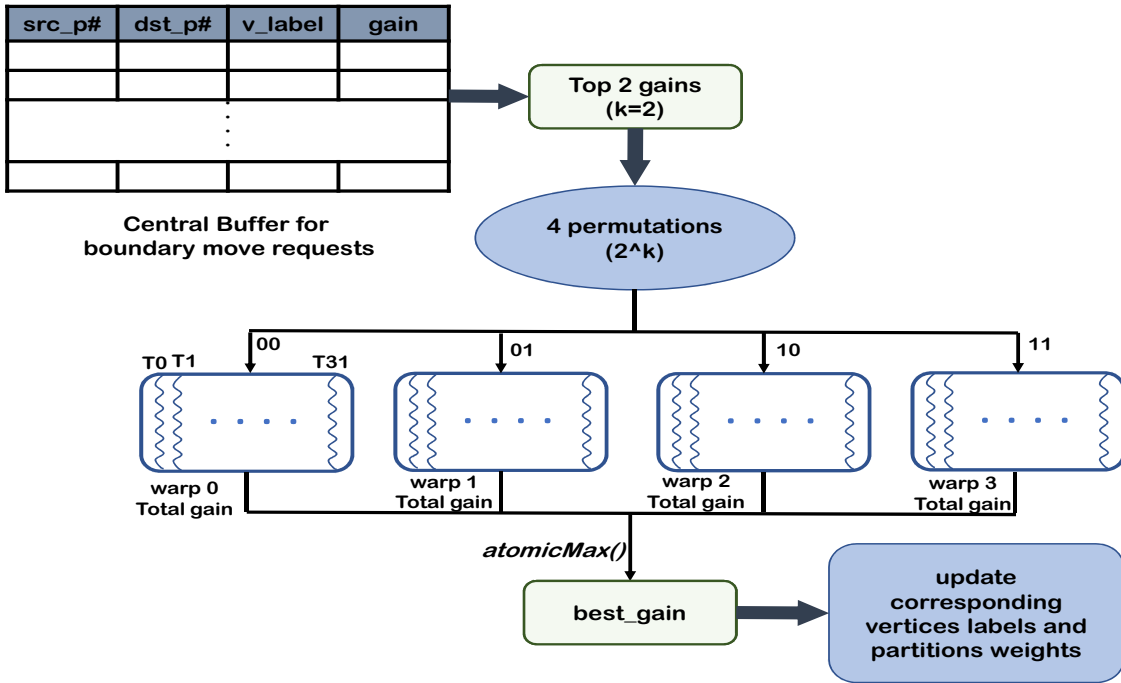 src_p# dst_p# v_label gain
Central Buffer for
boundary move requests
Top 2 gains
(k=2)
4 permutations
(2^k)
00 01 10 11
T0 T1 T31
warp 0
Total gain
warp 1
Total gain
warp 2
Total gain
warp 3
Total gain
atomicMax()
best_gain
update
corresponding
vertices labels and
partitions weights